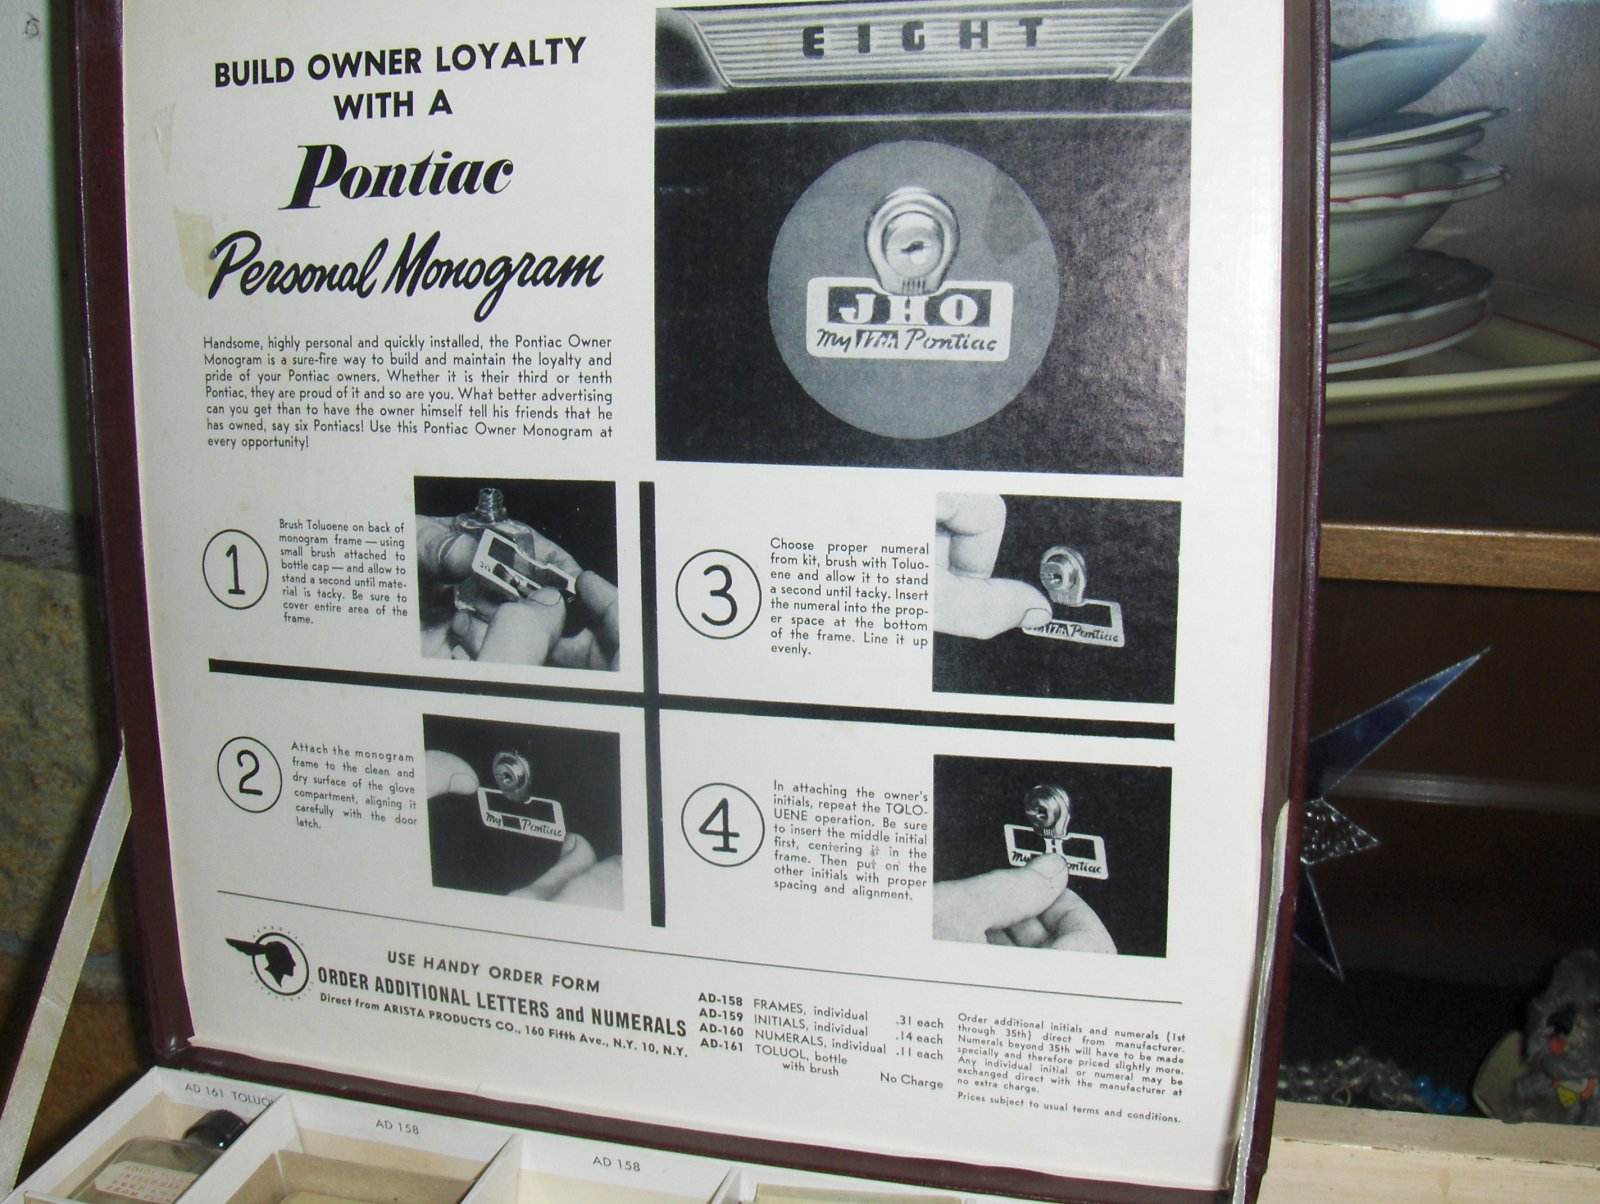 BUILD OWNER LOYALTY
WITH A
Pontiac
Personal Monogram
Handsome, highly personal and quickly installed, the Pontiac Owner
Monogram is a sure-fire way to build and maintain the loyalty and
pride of your Pontiac owners. Whether it is their third or tenth
Pontiac, they are proud of it and so are you. What better advertising
can you get than to have the owner himself tell his friends that he
has owned, say six Pontiacs! Use this Pontiac Owner Monogram at
every opportunity!
EIGHT
JHO
My 17th Pontiac
1
Brush Toluoene on back of
monogram frame — using
small brush attached to
bottle cap — and allow to
stand a second until mate-
rial is tacky. Be sure to
cover entire area of the
frame.
2
Attach the monogram
frame to the clean and
dry surface of the glove
compartment, aligning it
carefully with the door
latch.
My Pontiac
3
Choose proper numeral
from kit, brush with Toluo-
ene and allow it to stand
a second until tacky. Insert
the numeral into the prop-
er space at the bottom
of the frame. Line it up
evenly.
17th Pontiac
4
In attaching the owner's
initials, repeat the TOLO-
UENE operation. Be sure
to insert the middle initial
first, centering it in the
frame. Then put on the
other initials with proper
spacing and alignment.
H
My ontiac
USE HANDY ORDER FORM
ORDER ADDITIONAL LETTERS and NUMERALS
Direct from ARISTA PRODUCTS CO., 160 Fifth Ave., N.Y. 10, N.Y.
AD-158 FRAMES, individual .31 each
AD-159 INITIALS, individual .14 each
AD-160 NUMERALS, individual .11 each
AD-161 TOLUOL, bottle
with brush No Charge
Order additional initials and numerals (1st
through 35th) direct from manufacturer.
Numerals beyond 35th will have to be made
specially and therefore priced slightly more.
Any individual initial or numeral may be
exchanged direct with the manufacturer at
no extra charge.
Prices subject to usual terms and conditions.
AD 161 TOLUO
AD 158
AD 158